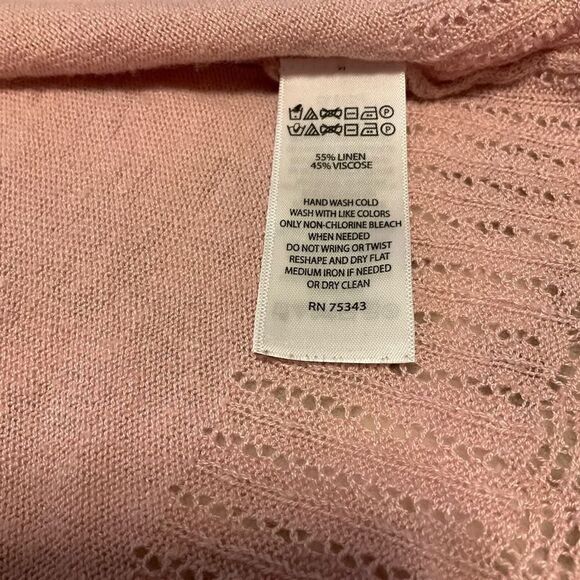 55% LINEN
45% VISCOSE
HAND WASH COLD
WASH WITH LIKE COLORS
ONLY NON-CHLORINE BLEACH
WHEN NEEDED
DO NOT WRING OR TWIST
RESHAPE AND DRY FLAT
MEDIUM IRON IF NEEDED
OR DRY CLEAN
RN 75343